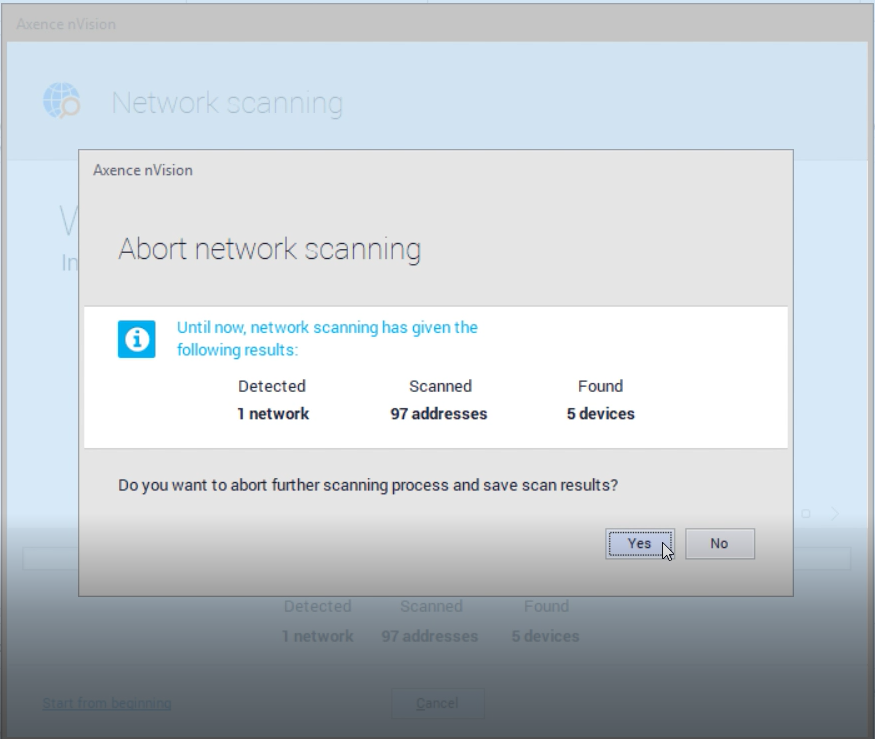 Axence nVision
Network scanning
Axence nVision
Abort network scanning
Until now, network scanning has given the
following results:
Detected Scanned Found
1 network 97 addresses 5 devices
Do you want to abort further scanning process and save scan results?
Yes No
Detected Scanned Found
1 network 97 addresses 5 devices
Start from beginning Cancel